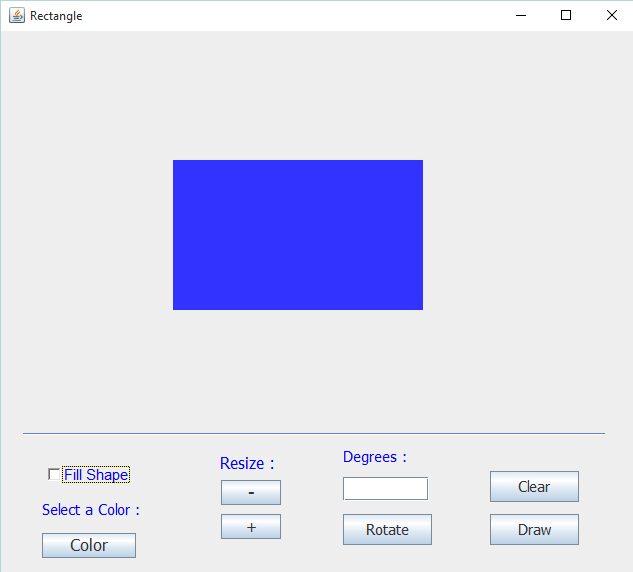 Rectangle
Fill Shape
Select a Color :
Color
Resize :
-
+
Degrees :
Rotate
Clear
Draw